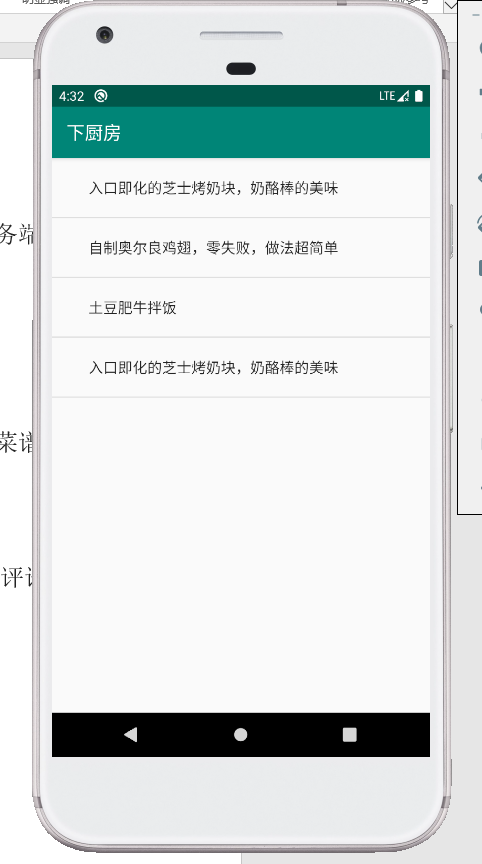 4:32
LTE
下厨房
入口即化的芝士烤奶块，奶酪棒的美味
自制奥尔良鸡翅，零失败，做法超简单
务端
土豆肥牛拌饭
入口即化的芝士烤奶块，奶酪棒的美味
菜谱